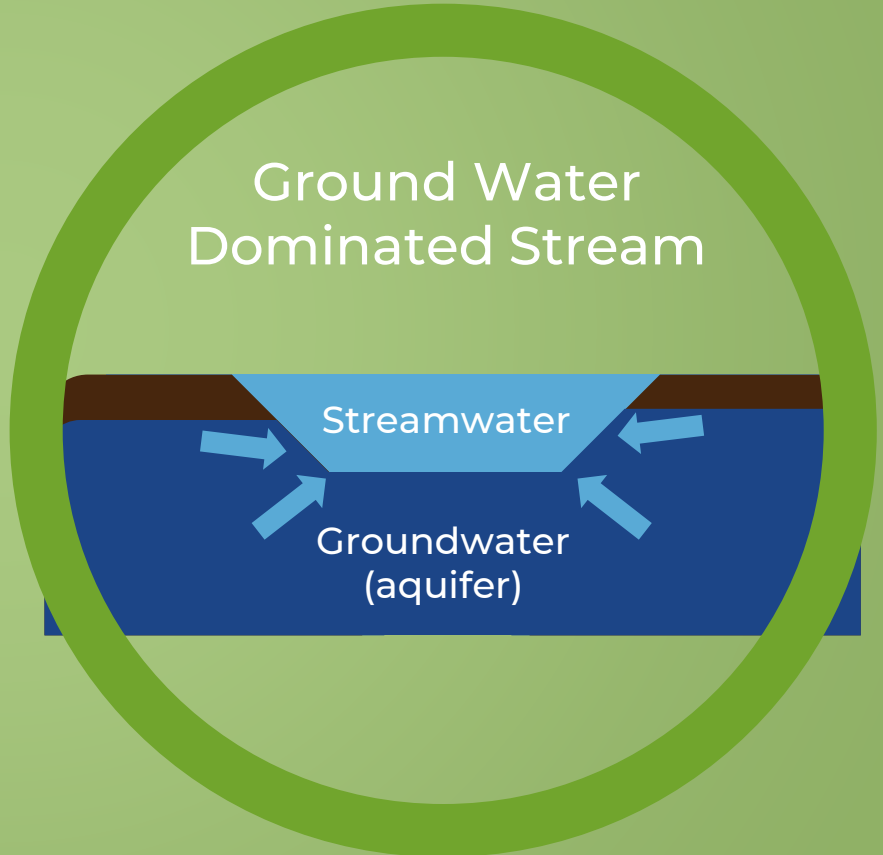 Ground Water
Dominated Stream
Streamwater
Groundwater
(aquifer)